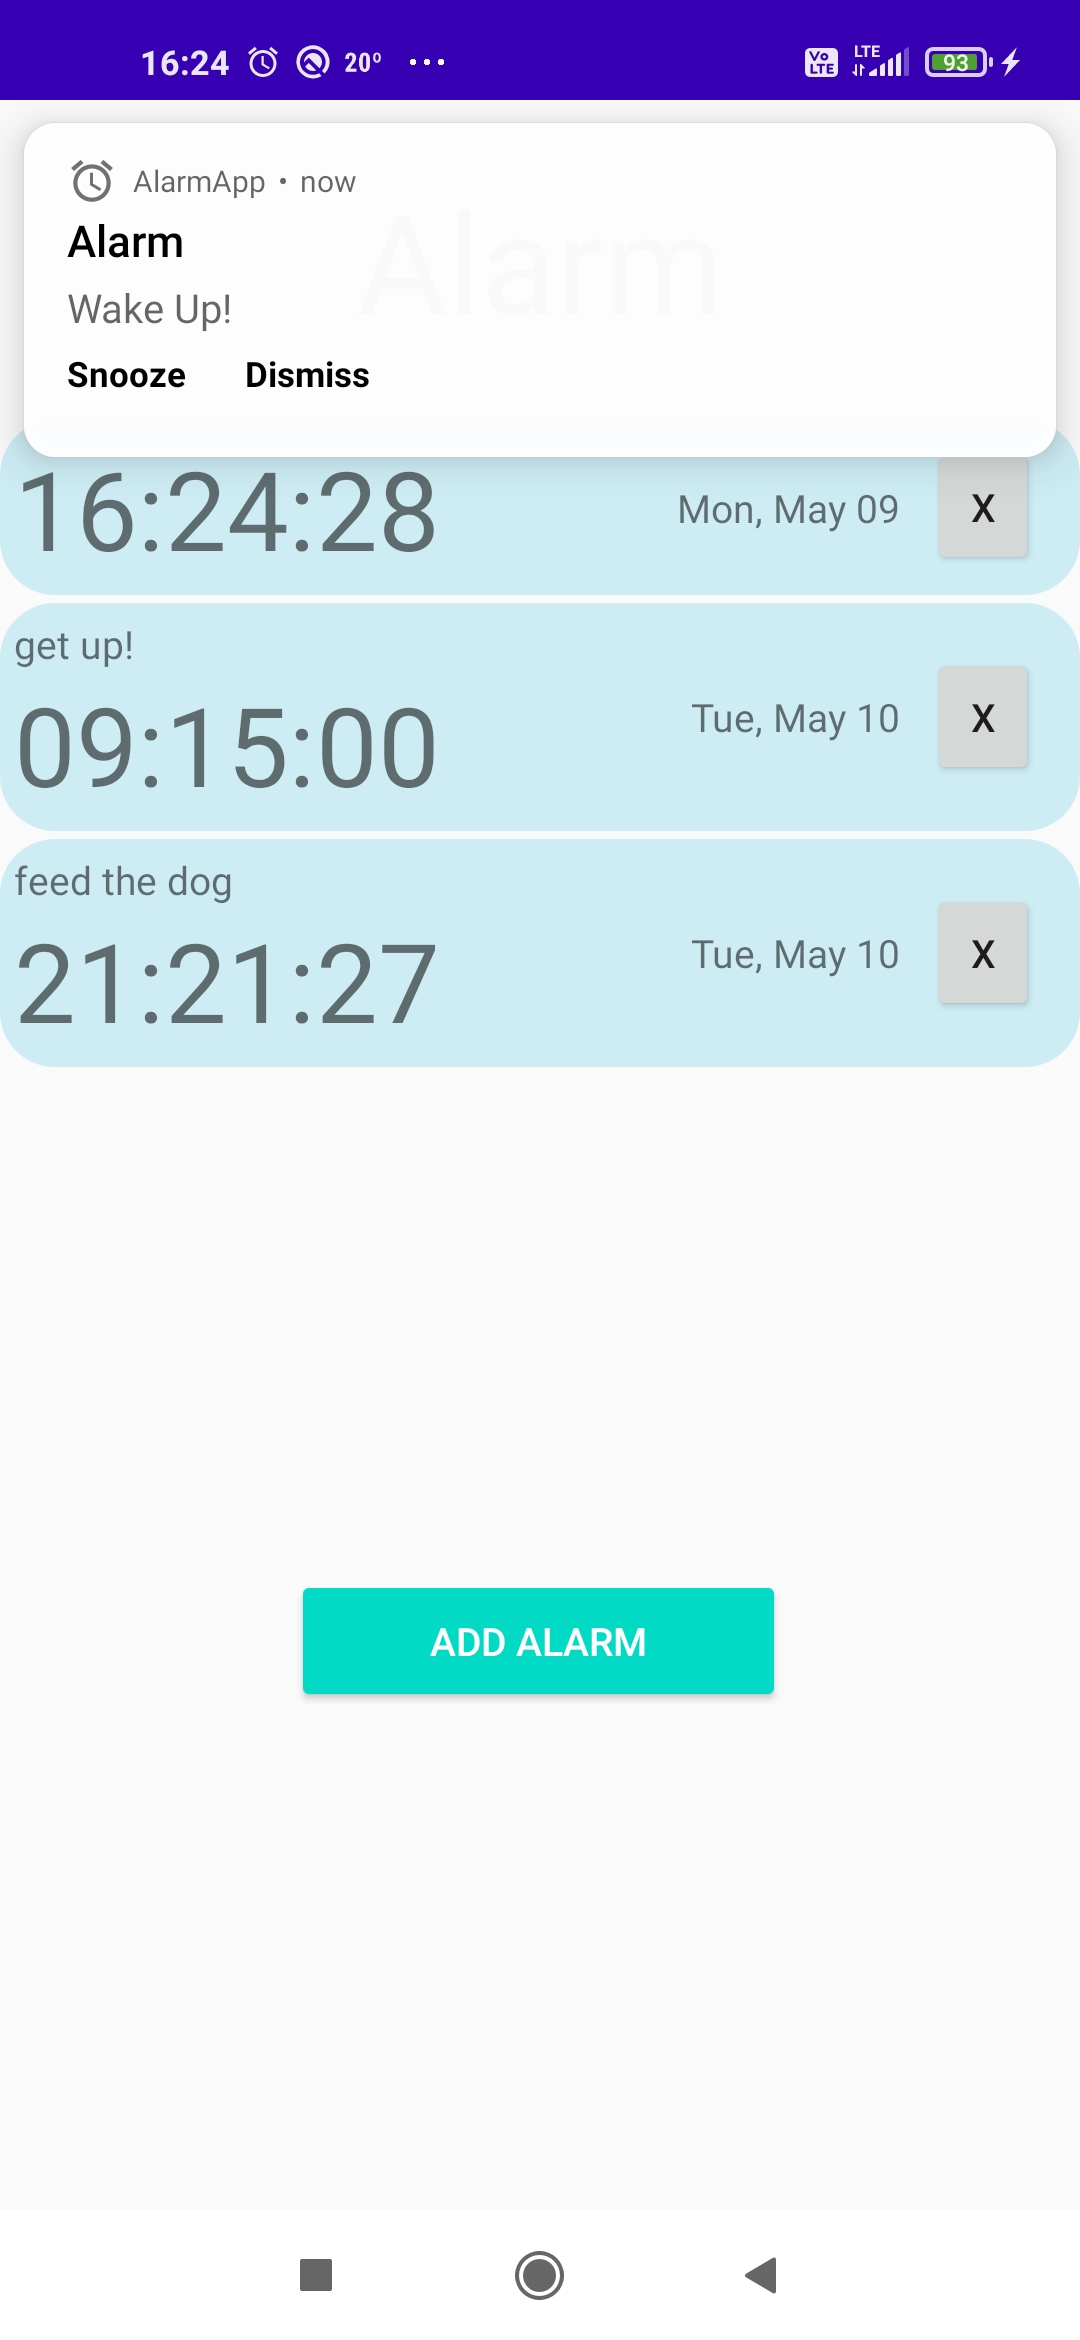 16:24 20° ... Vo LTE LTE 93
AlarmApp • now
Alarm
Alarm
Wake Up!
Snooze Dismiss
16:24:28 Mon, May 09 X
get up!
09:15:00 Tue, May 10 X
feed the dog
21:21:27 Tue, May 10 X
ADD ALARM